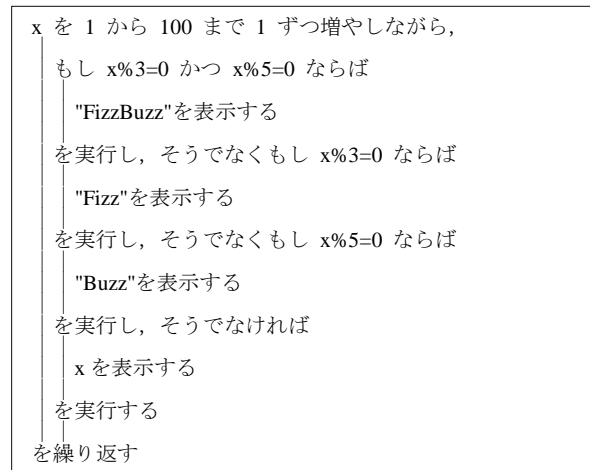 x を 1 から 100 まで 1 ずつ増やしながら，
もし x%3=0 かつ x%5=0 ならば
"FizzBuzz"を表示する
を実行し，そうでなくもし x%3=0 ならば
"Fizz"を表示する
を実行し，そうでなくもし x%5=0 ならば
"Buzz"を表示する
を実行し，そうでなければ
x を表示する
を実行する
を繰り返す